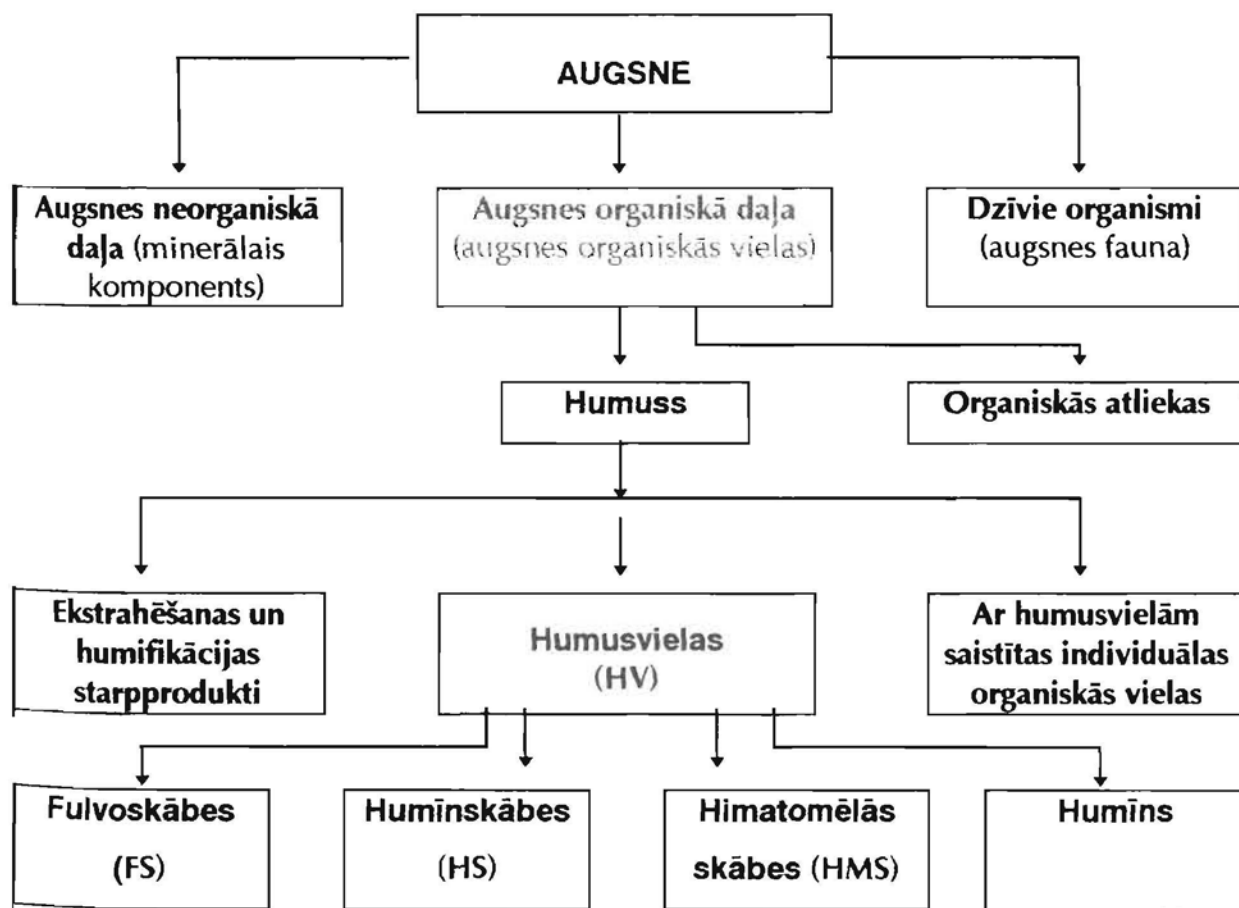 AUGSNE
Augsnes neorganiskā
daļa (minerālais
komponents)
Augsnes organiskā daļa
(augsnes organiskās vielas)
Dzīvie organismi
(augsnes fauna)
Humuss
Organiskās atliekas
Ekstrahēšanas un
humifikācijas
starpprodukti
Humusvielas
(HV)
Ar humusvielām
saistītas individuālas
organiskās vielas
Fulvoskābes
(FS)
Humīnskābes
(HS)
Himatomēlās
skābes (HMS)
Humīns